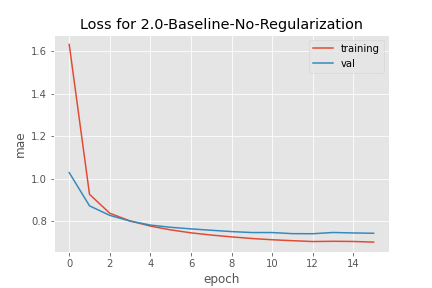 Loss for 2.0-Baseline-No-Regularization
training
val
mae
1.6
1.4
1.2
1.0
0.8
0 2 4 6 8 10 12 14
epoch